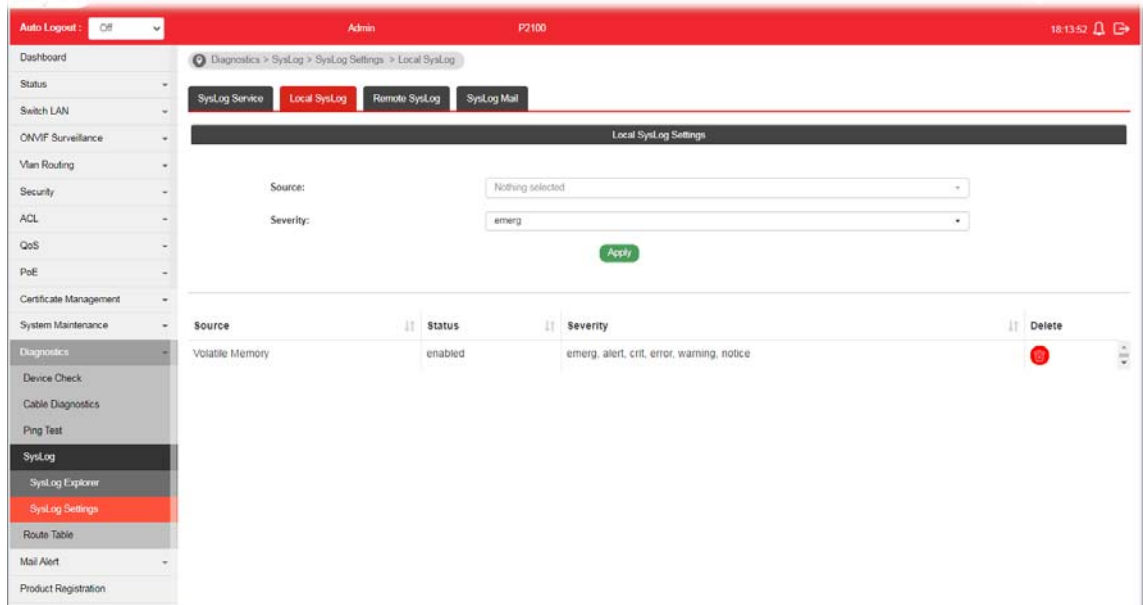 Auto Logout : Off Admin P2100 18:13:52
Dashboard
Status
Switch LAN
ONVIF Surveillance
Vlan Routing
Security
ACL
QoS
PoE
Certificate Management
System Maintenance
Diagnostics
Device Check
Cable Diagnostics
Ping Test
SysLog
SysLog Explorer
SysLog Settings
Route Table
Mail Alert
Product Registration
Diagnostics > SysLog > SysLog Settings > Local SysLog
SysLog Service Local SysLog Remote SysLog SysLog Mail
Local SysLog Settings
Source: Nothing selected
Severity: emerg
Apply
Source Status Severity Delete
Volatile Memory enabled emerg, alert, crit, error, warning, notice